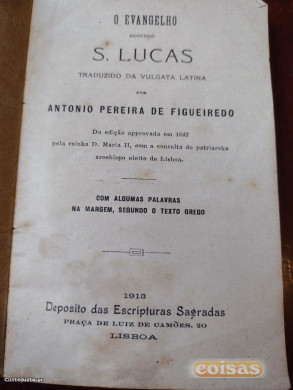 O EVANGELHO
SEGUNDO
S. LUCAS
TRADUZIDO DA VULGATA LATINA
POR
ANTONIO PEREIRA DE FIGUEIREDO
Da edição approvada em 1842
pela rainha D. Maria II, com a consulta do patriarcha
arcebispo eleito de Lisboa.
COM ALGUMAS PALAVRAS
NA MARGEM, SEGUNDO O TEXTO GREGO
1913
Deposito das Escripturas Sagradas
PRAÇA DE LUIZ DE CAMÕES, 20
LISBOA
CustoJusto.pt
coisas